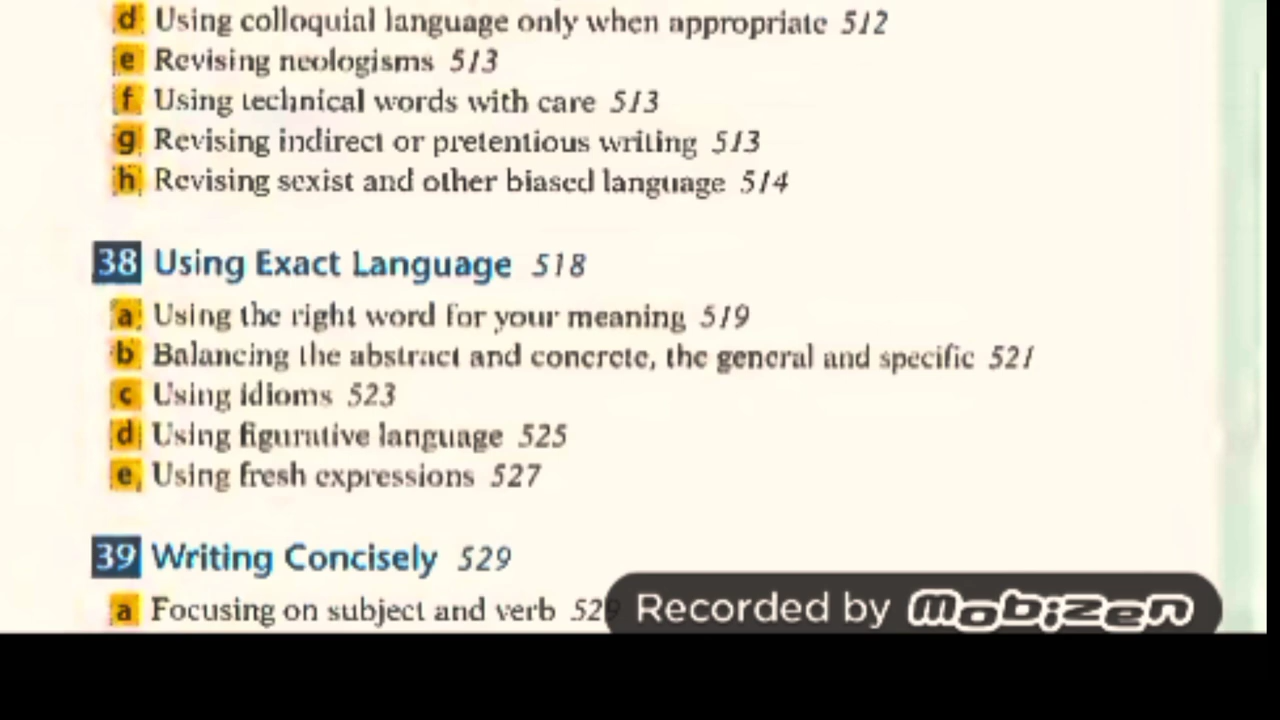 d Using colloquial language only when appropriate 512
e Revising neologisms 513
f Using technical words with care 513
g Revising indirect or pretentious writing 513
h Revising sexist and other biased language 514
38 Using Exact Language 518
a Using the right word for your meaning 519
b Balancing the abstract and concrete, the general and specific 521
c Using idioms 523
d Using figurative language 525
e Using fresh expressions 527
39 Writing Concisely 529
a Focusing on subject and verb
Recorded by mobizen